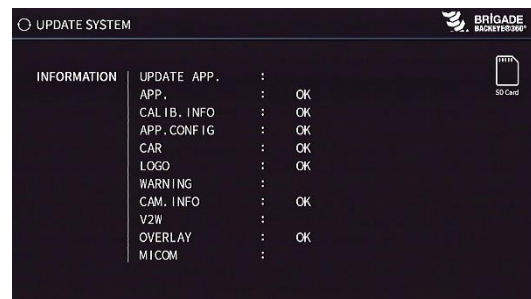 UPDATE SYSTEM
BRIGADE
BACKEYE®360°
SD Card
INFORMATION
UPDATE APP. :
APP. : OK
CALIB. INFO : OK
APP.CONFIG : OK
CAR : OK
LOGO : OK
WARNING :
CAM. INFO : OK
V2W :
OVERLAY : OK
MICOM :